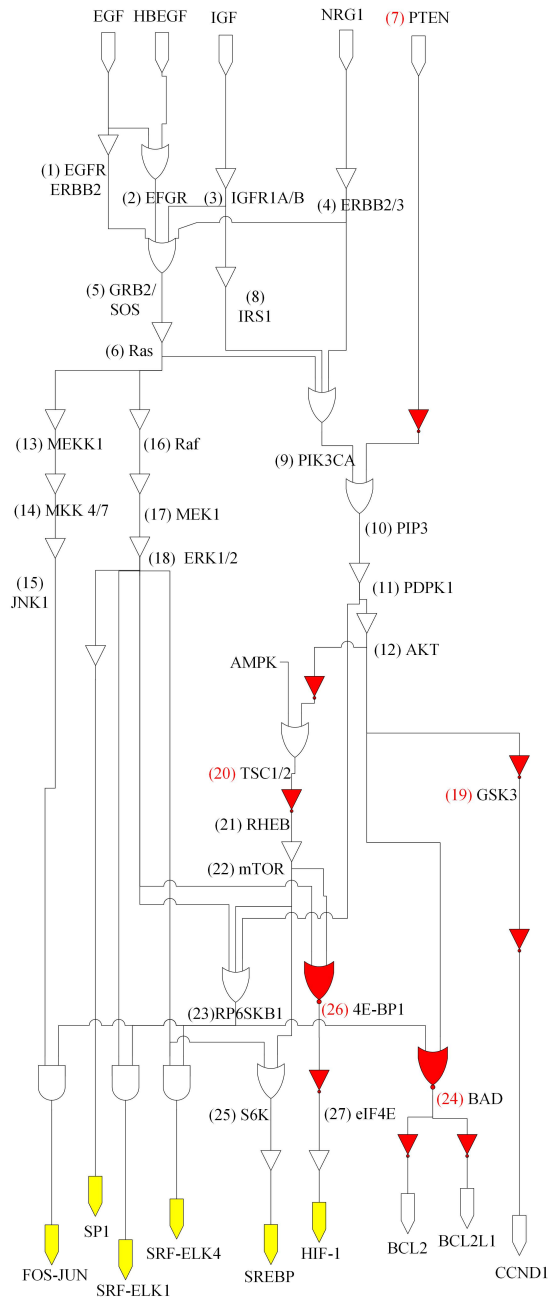 EGF
HBEGF
IGF
NRG1
(7) PTEN
(1) EGFR
ERBB2
(2) EFGR
(3) IGFR1A/B
(4) ERBB2/3
(5) GRB2/
SOS
(8)
IRS1
(6) Ras
(13) MEKK1
(16) Raf
(9) PIK3CA
(14) MKK 4/7
(17) MEK1
(10) PIP3
(18) ERK1/2
(15)
JNK1
(11) PDPK1
(12) AKT
AMPK
(20) TSC1/2
(19) GSK3
(21) RHEB
(22) mTOR
(23)RP6SKB1
(26) 4E-BP1
(24) BAD
(25) S6K
(27) eIF4E
SP1
SRF-ELK4
HIF-1
BCL2
BCL2L1
FOS-JUN
SRF-ELK1
SREBP
CCND1